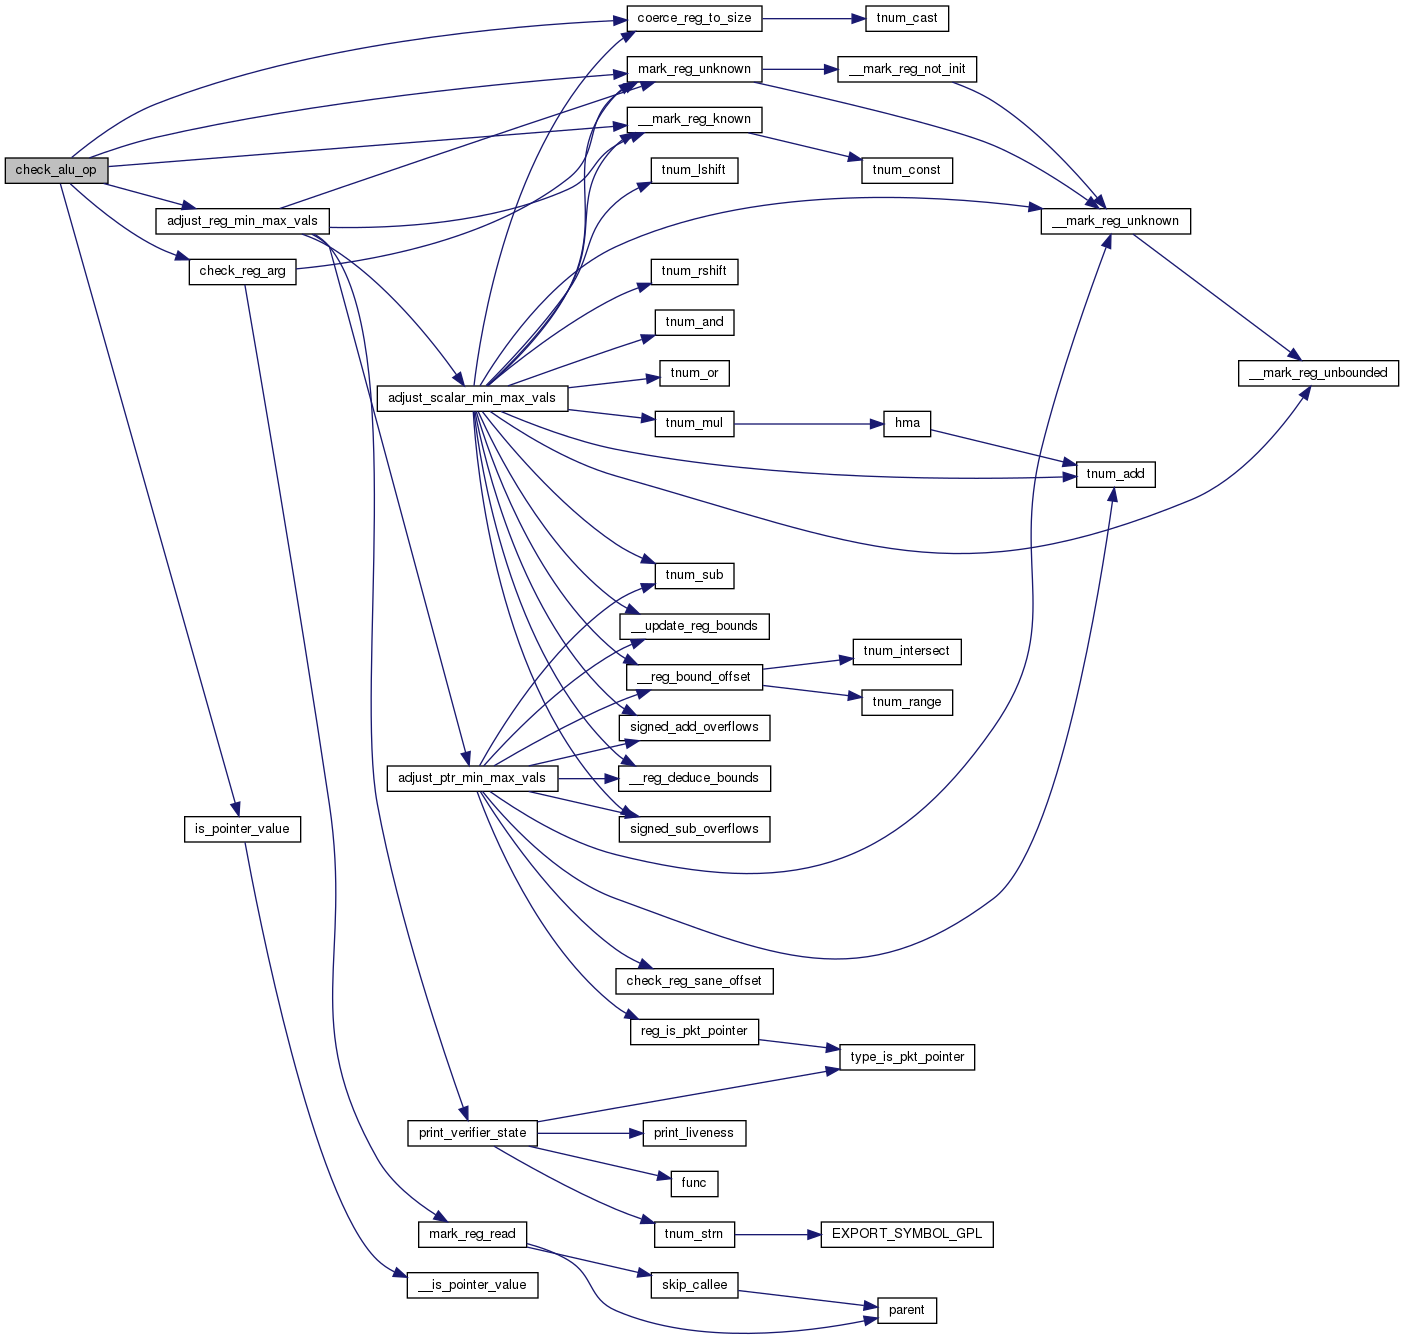 coerce_reg_to_size
tnum_cast
mark_reg_unknown
__mark_reg_not_init
__mark_reg_known
check_alu_op
tnum_lshift
tnum_const
adjust_reg_min_max_vals
__mark_reg_unknown
check_reg_arg
tnum_rshift
tnum_and
tnum_or
__mark_reg_unbounded
adjust_scalar_min_max_vals
tnum_mul
hma
tnum_add
tnum_sub
__update_reg_bounds
tnum_intersect
__reg_bound_offset
tnum_range
signed_add_overflows
adjust_ptr_min_max_vals
__reg_deduce_bounds
is_pointer_value
signed_sub_overflows
check_reg_sane_offset
reg_is_pkt_pointer
type_is_pkt_pointer
print_verifier_state
print_liveness
func
mark_reg_read
tnum_strn
EXPORT_SYMBOL_GPL
__is_pointer_value
skip_callee
parent